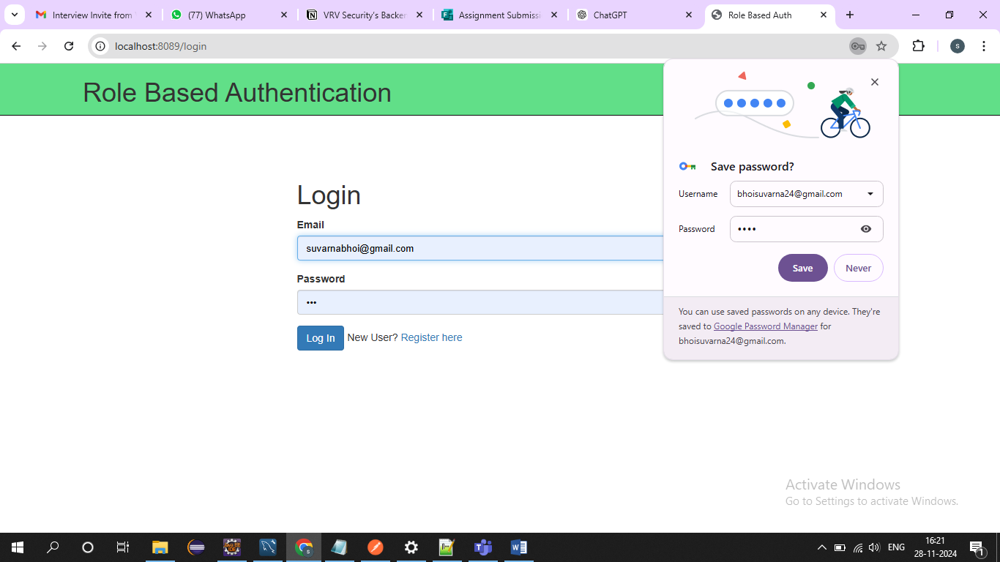 Interview Invite from
(77) WhatsApp
VRV Security's Backer
Assignment Submissi
ChatGPT
Role Based Auth
localhost:8089/login
S
Role Based Authentication
Save password?
Username
bhoisuvarna24@gmail.com
Password
••••
Save
Never
You can use saved passwords on any device. They're
saved to Google Password Manager for
bhoisuvarna24@gmail.com.
Login
Email
suvarnabhoi@gmail.com
Password
•••
Log In New User? Register here
Activate Windows
Go to Settings to activate Windows.
ENG
16:21
28-11-2024
1